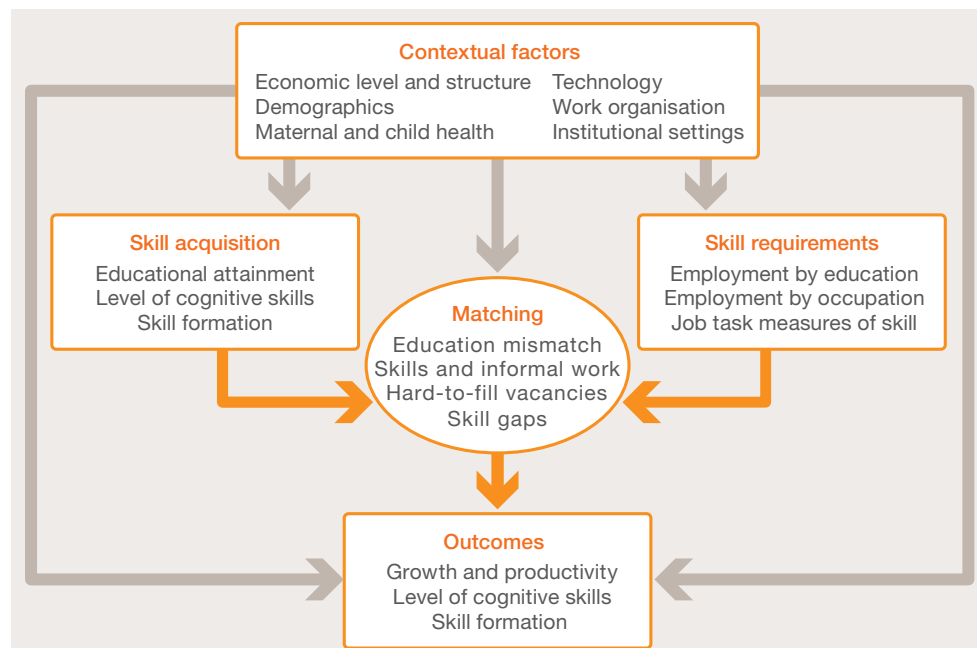 Contextual factors
Economic level and structure
Demographics
Maternal and child health
Technology
Work organisation
Institutional settings
Skill acquisition
Educational attainment
Level of cognitive skills
Skill formation
Skill requirements
Employment by education
Employment by occupation
Job task measures of skill
Matching
Education mismatch
Skills and informal work
Hard-to-fill vacancies
Skill gaps
Outcomes
Growth and productivity
Level of cognitive skills
Skill formation